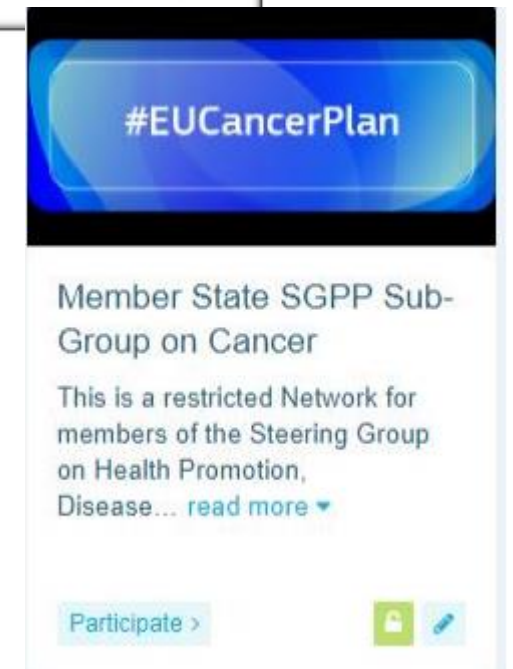 #EUCancerPlan
Member State SGPP Sub-
Group on Cancer
This is a restricted Network for
members of the Steering Group
on Health Promotion,
Disease... read more
Participate >